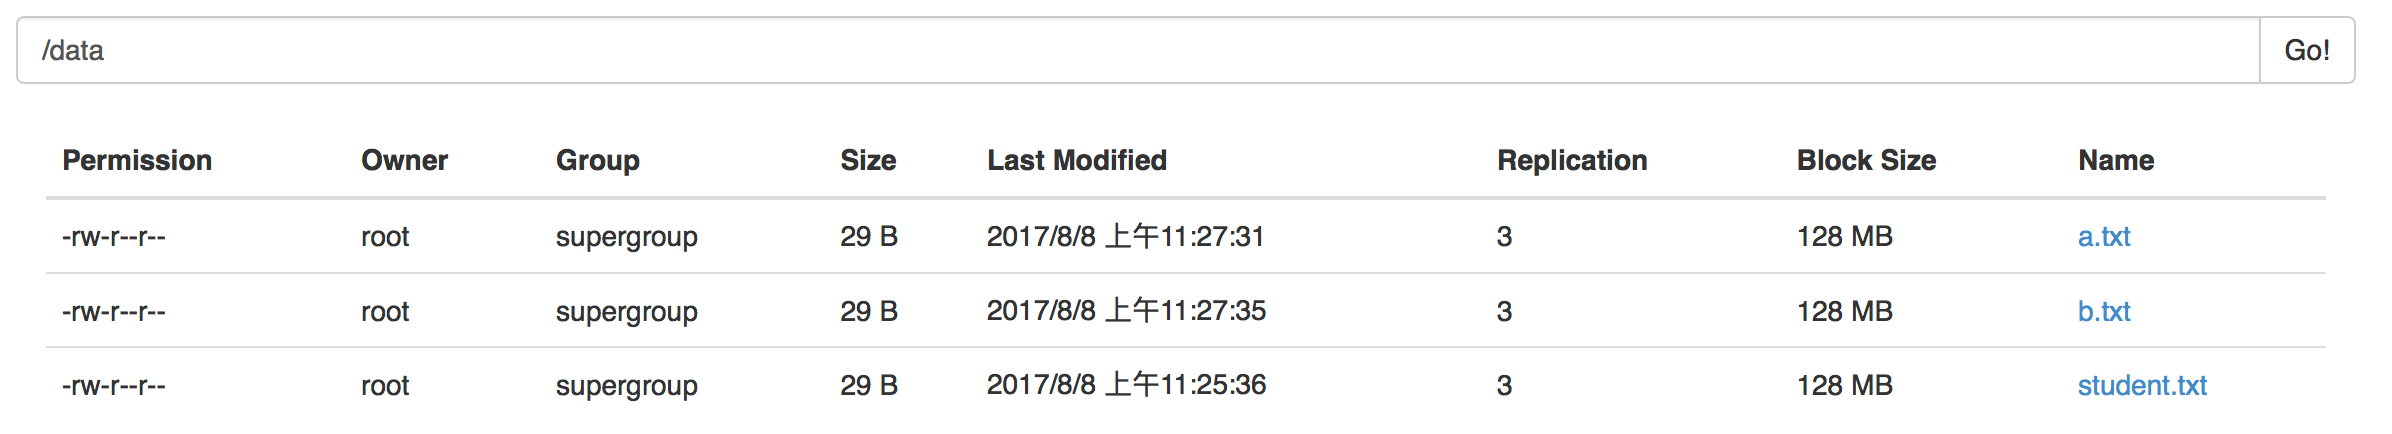 /data Go!
Permission Owner Group Size Last Modified Replication Block Size Name
-rw-r--r-- root supergroup 29 B 2017/8/8 上午11:27:31 3 128 MB a.txt
-rw-r--r-- root supergroup 29 B 2017/8/8 上午11:27:35 3 128 MB b.txt
-rw-r--r-- root supergroup 29 B 2017/8/8 上午11:25:36 3 128 MB student.txt